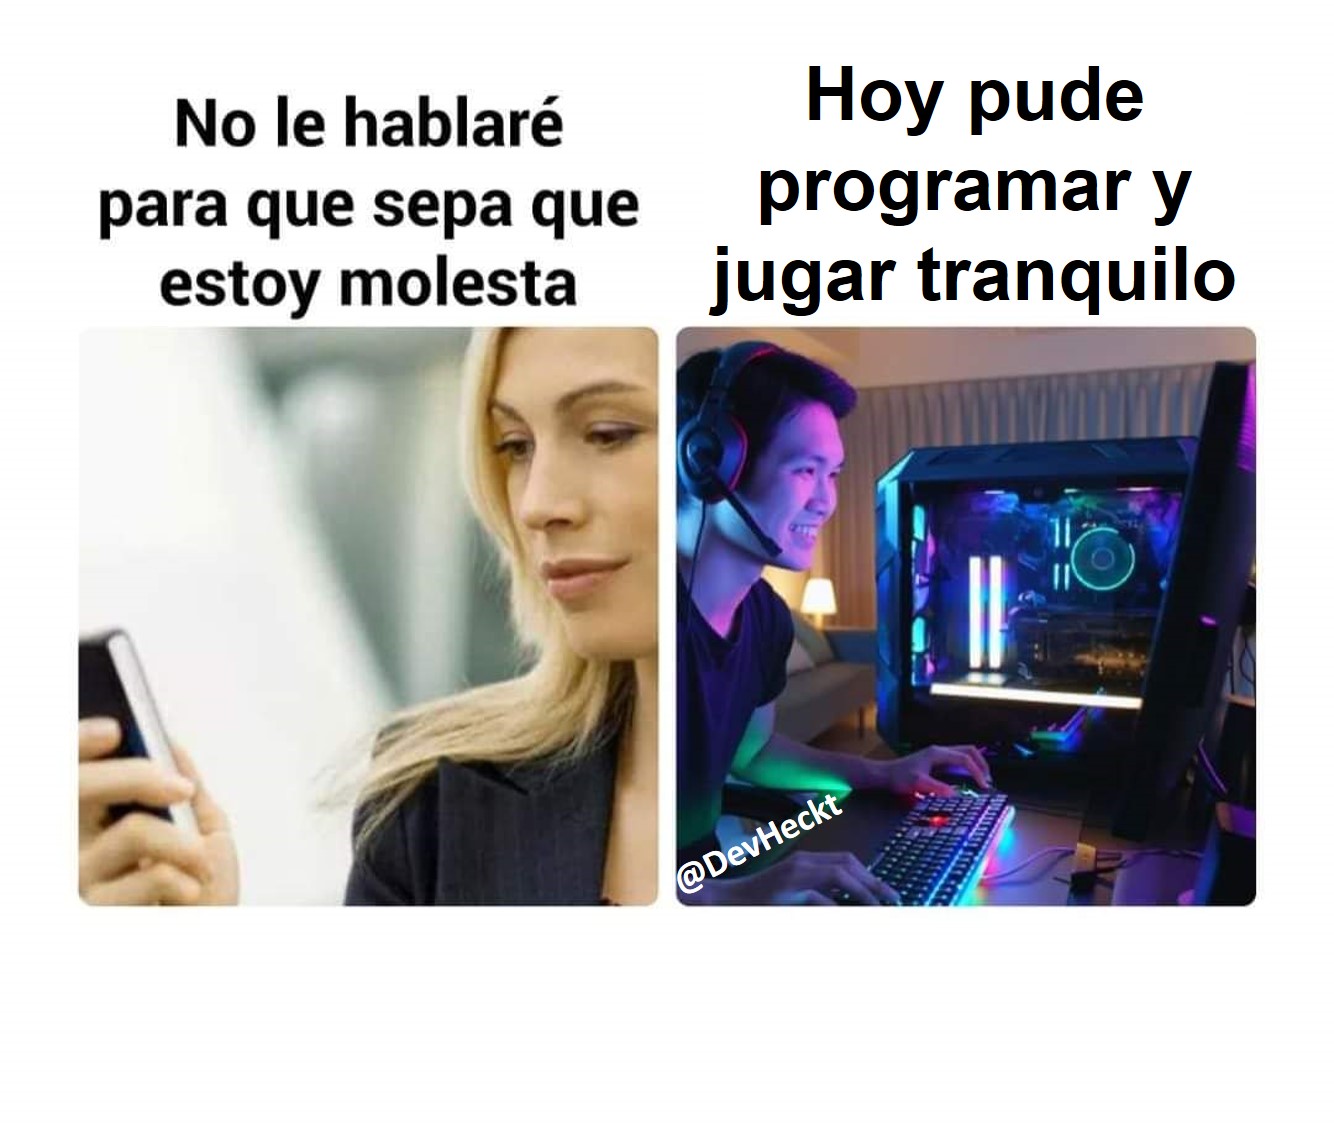 No le hablaré
para que sepa que
estoy molesta
Hoy pude
programar y
jugar tranquilo
@DevHeckt